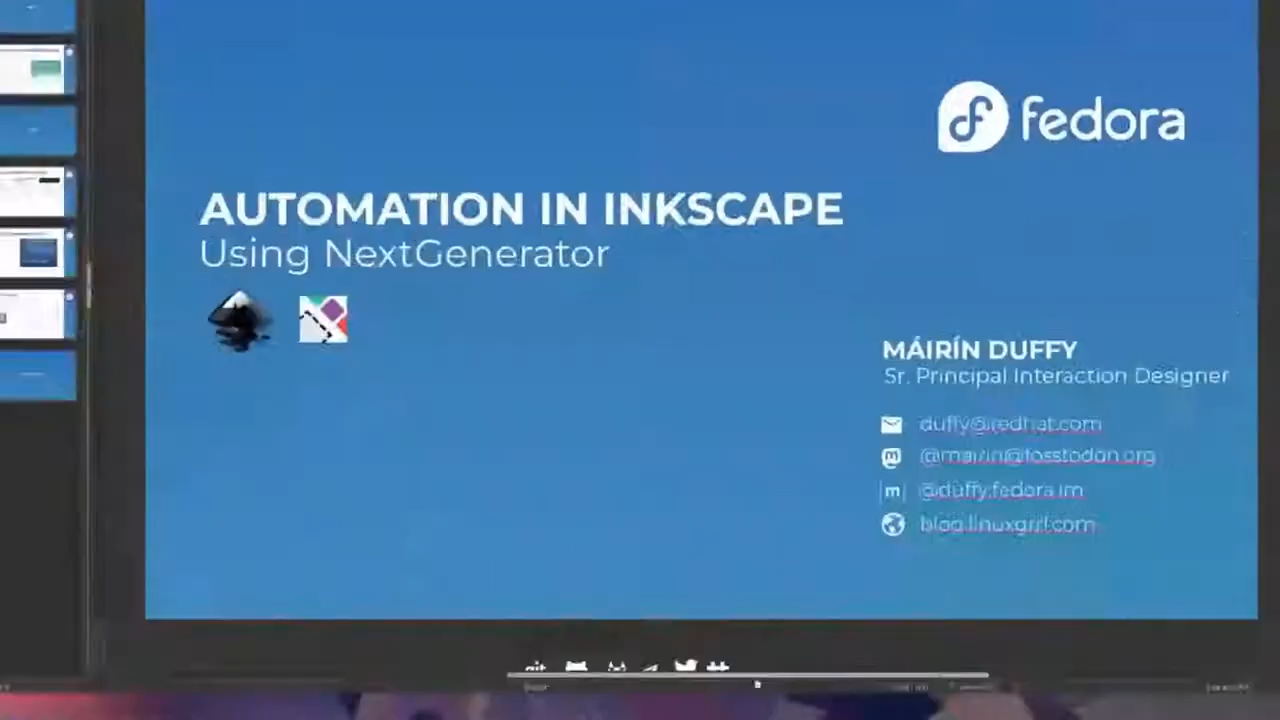 fedora
AUTOMATION IN INKSCAPE
Using NextGenerator
MÁIRÍN DUFFY
Sr. Principal Interaction Designer
duffy@redhat.com
@mairin@fosstodon.org
@duffy:fedora.im
blog.linuxgrrl.com
git